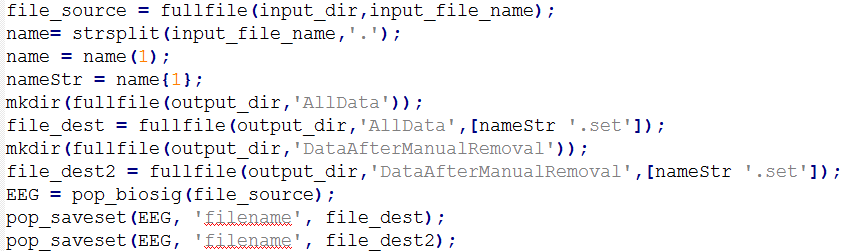 file_source = fullfile(input_dir,input_file_name);
name= strsplit(input_file_name,'.');
name = name(1);
nameStr = name{1};
mkdir(fullfile(output_dir,'AllData'));
file_dest = fullfile(output_dir,'AllData',[nameStr '.set']);
mkdir(fullfile(output_dir,'DataAfterManualRemoval'));
file_dest2 = fullfile(output_dir,'DataAfterManualRemoval',[nameStr '.set']);
EEG = pop_biosig(file_source);
pop_saveset(EEG, 'filename', file_dest);
pop_saveset(EEG, 'filename', file_dest2);